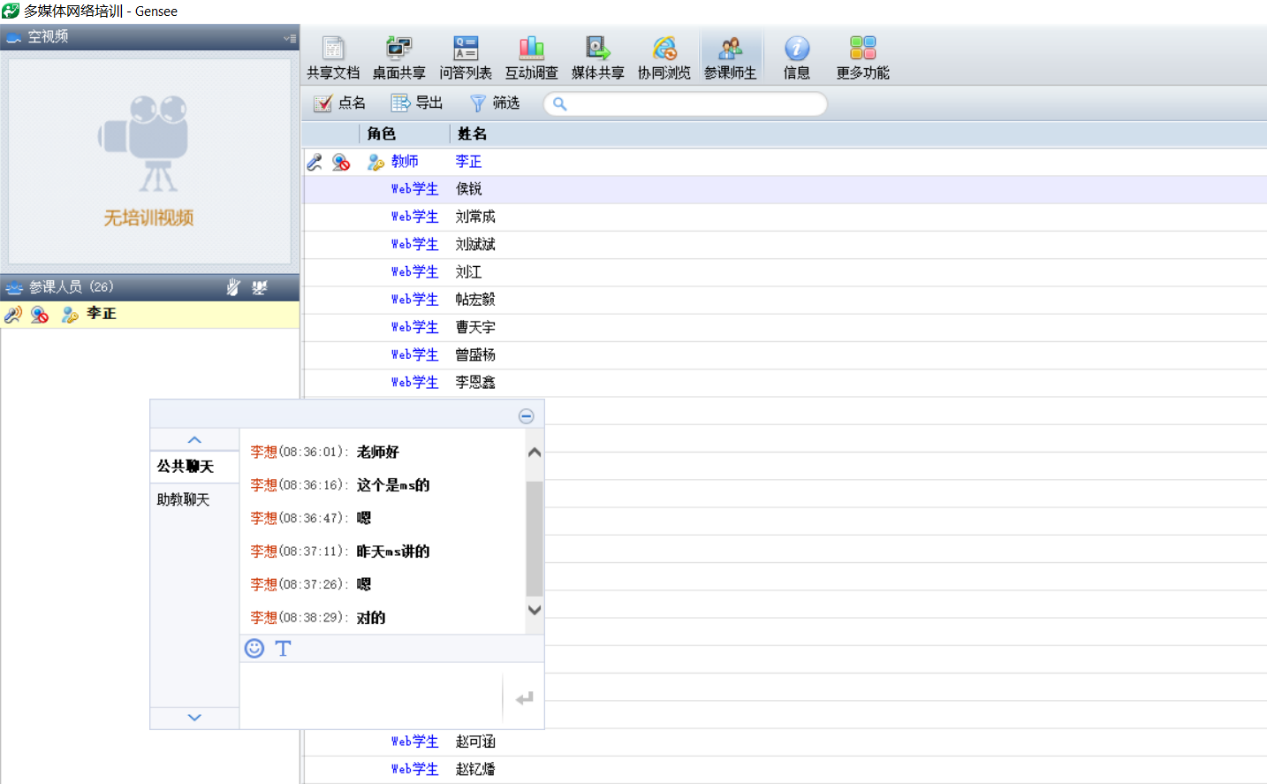 多媒体网络培训 - Gensee
空视频
无培训视频
参课人员 (26)
李正
共享文档 桌面共享 问答列表 互动调查 媒体共享 协同浏览 参课师生 信息 更多功能
点名 导出 筛选
角色 姓名
教师 李正
Web学生 侯锐
Web学生 刘常成
Web学生 刘斌斌
Web学生 刘江
Web学生 帖宏毅
Web学生 曹天宇
Web学生 曾盛杨
Web学生 李恩鑫
公共聊天
助教聊天
李想(08:36:01): 老师好
李想(08:36:16): 这个是ms的
李想(08:36:47): 嗯
李想(08:37:11): 昨天ms讲的
李想(08:37:26): 嗯
李想(08:38:29): 对的
Web学生 赵可涵
Web学生 赵钇燔